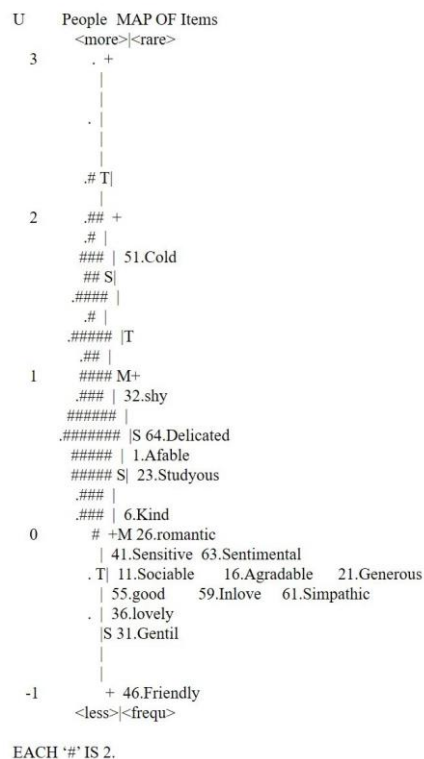 U People MAP OF Items
<more>|<rare>
3 . +
|
|
. |
|
|
.# T|
|
2 .## +
.# |
### | 51.Cold
## S|
.#### |
.# |
.##### |T
.## |
1 #### M+
.### | 32.shy
###### |
.####### |S 64.Delicated
##### | 1.Afable
##### S| 23.Studyous
.### |
.### | 6.Kind
0 # +M 26.romantic
| 41.Sensitive 63.Sentimental
. T| 11.Sociable 16.Agradable 21.Generous
| 55.good 59.Inlove 61.Simpathic
. | 36.lovely
|S 31.Gentil
|
|
-1 + 46.Friendly
<less>|<frequ>
EACH ‘#’ IS 2.